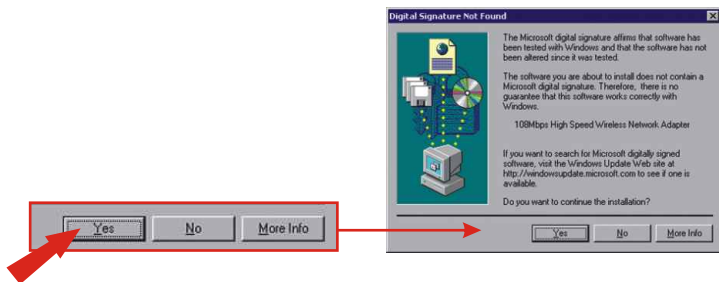 Digital Signature Not Found
The Microsoft digital signature affirms that software has
been tested with Windows and that the software has not
been altered since it was tested.
The software you are about to install does not contain a
Microsoft digital signature. Therefore, there is no
guarantee that this software works correctly with
Windows.
108Mbps High Speed Wireless Network Adapter
If you want to search for Microsoft digitally signed
software, visit the Windows Update Web site at
http://windowsupdate.microsoft.com to see if one is
available.
Do you want to continue the installation?
Yes No More Info
Yes No More Info